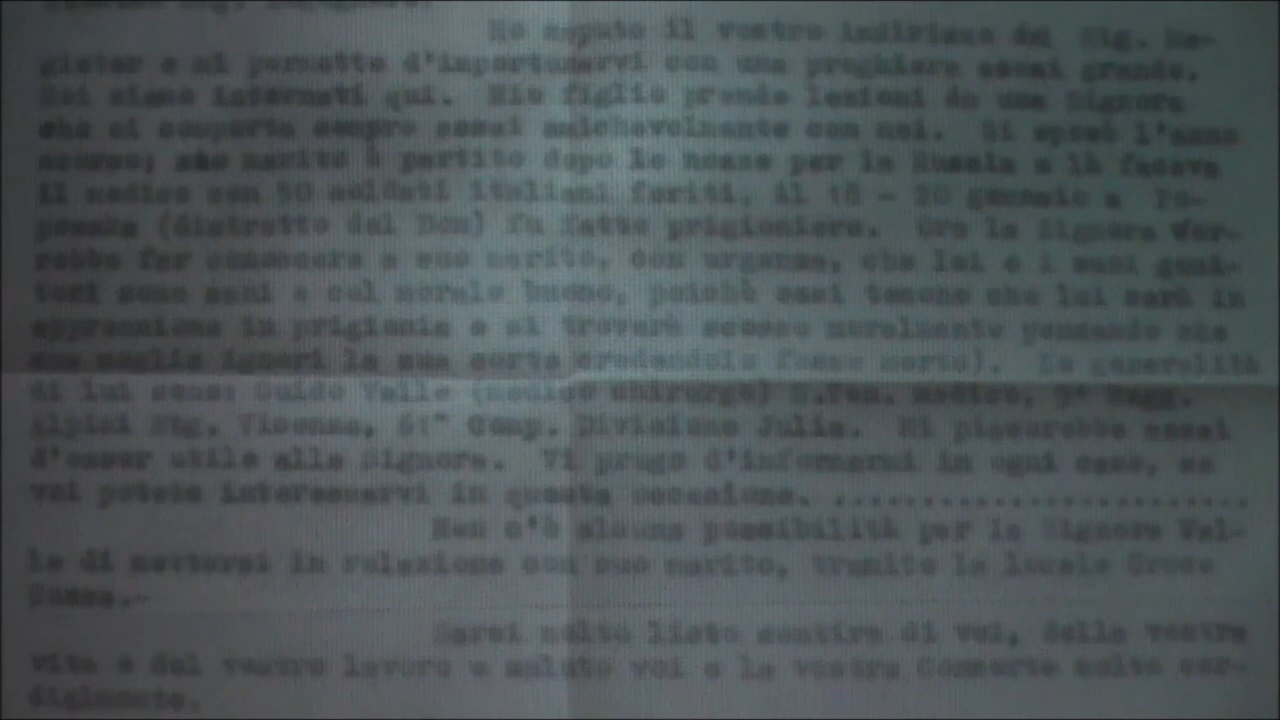 Ho saputo il vostro indirizzo dal Sig. Re-
gister e mi permetto d'importunarvi con una preghiera assai grande.
Noi siamo internati qui. Mio figlio prende lezioni da una Signora
che si comporta sempre assai amichevolmente con noi. Si sposò l'anno
scorso; suo marito è partito dopo le nozze per la Russia e là faceva
il medico con 50 soldati italiani feriti, il 18 - 20 gennaio a Po-
powka (distretto del Don) fu fatto prigioniero. Ora la Signora vor-
rebbe far conoscere a suo marito, con urgenza, che lei e i suoi geni-
tori sono sani e col morale buono, poichè essi temono che lui sarà in
apprensione in prigionia e si troverà scosso moralmente pensando che
sua moglie ignori la sua sorte credendolo fosse morto). Le generalità
di lui sono: Guido Valle (medico chirurgo) S.Ten. medico, 9° Regg.
Alpini Btg. Vicenza, 61^ Comp. Divisione Julia. Mi piacerebbe assai
d'esser utile alla Signora. Vi prego d'informarmi in ogni caso, se
voi potete interessarvi in questa occasione. ........................
Non c'è alcuna possibilità per la Signora Val-
le di mettersi in relazione con suo marito, tramite la locale Croce
Rossa.-
Sarei molto lieto sentire di voi, della vostra
vita e del vostro lavoro e saluto voi e la vostra Consorte molto cor-
dialmente.